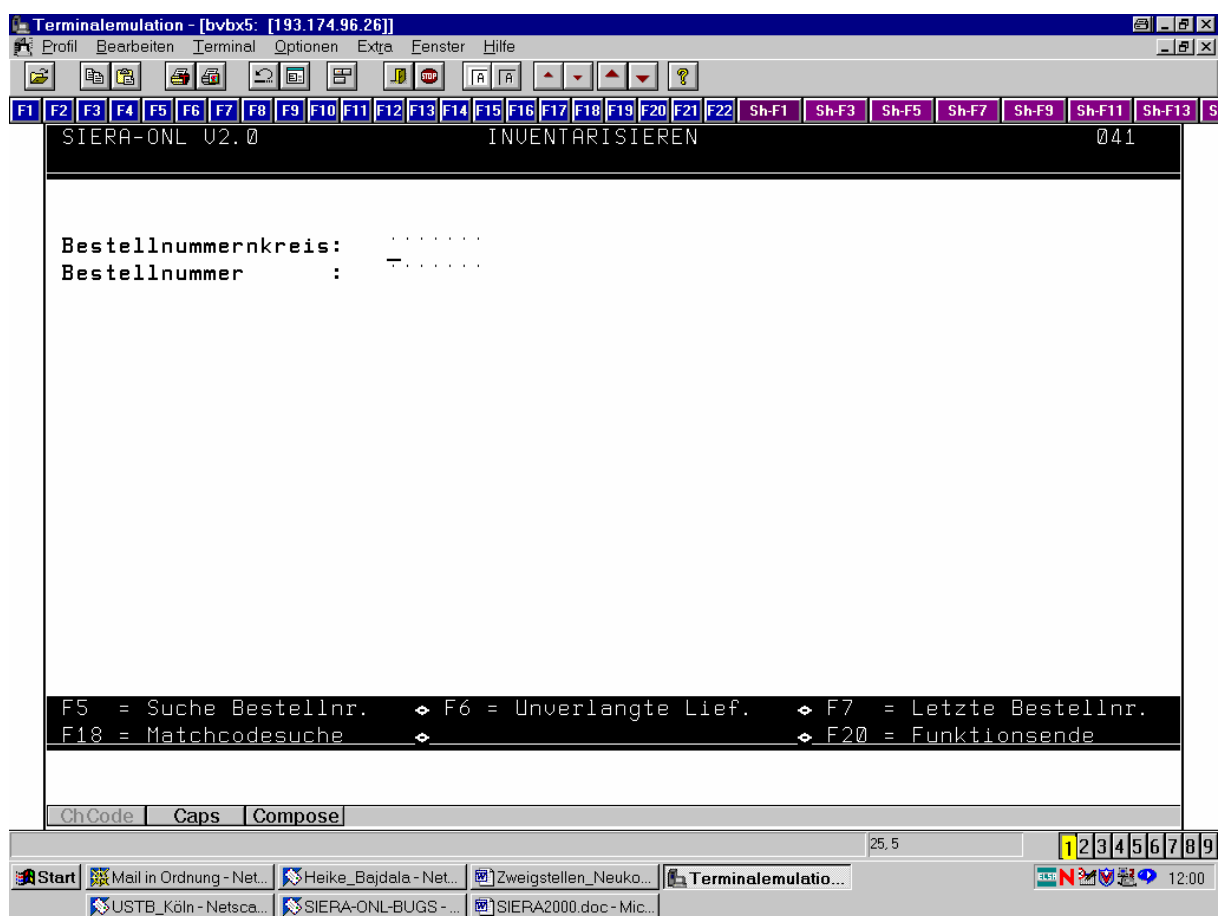 Terminalemulation - [bvbx5: [193.174.96.26]]
Profil Bearbeiten Terminal Optionen Extra Fenster Hilfe
STOP A A ?
F1 F2 F3 F4 F5 F6 F7 F8 F9 F10 F11 F12 F13 F14 F15 F16 F17 F18 F19 F20 F21 F22 Sh-F1 Sh-F3 Sh-F5 Sh-F7 Sh-F9 Sh-F11 Sh-F13 S
SIERA-ONL V2.0 INVENTARISIEREN 041
Bestellnummernkreis: .......
Bestellnummer : .......
F5 = Suche Bestellnr. F6 = Unverlangte Lief. F7 = Letzte Bestellnr.
F18 = Matchcodesuche F20 = Funktionsende
ChCode Caps Compose
25, 5 1 2 3 4 5 6 7 8 9
Start Mail in Ordnung - Net... Heike_Bajdala - Net... Zweigstellen_Neuko... Terminalemulatio... N 12:00
USTB_Köln - Netsca... SIERA-ONL-BUGS - ... SIERA2000.doc - Mic...